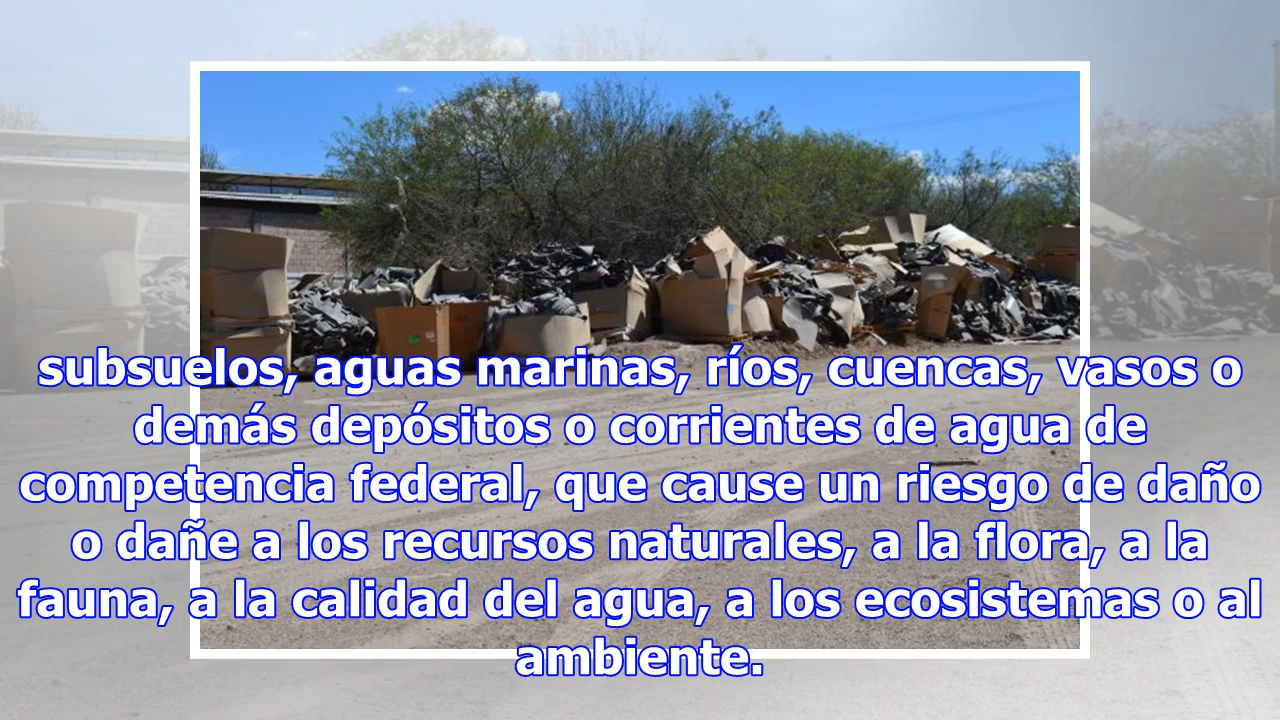 subsuelos, aguas marinas, ríos, cuencas, vasos o
demás depósitos o corrientes de agua de
competencia federal, que cause un riesgo de daño
o dañe a los recursos naturales, a la flora, a la
fauna, a la calidad del agua, a los ecosistemas o al
ambiente.